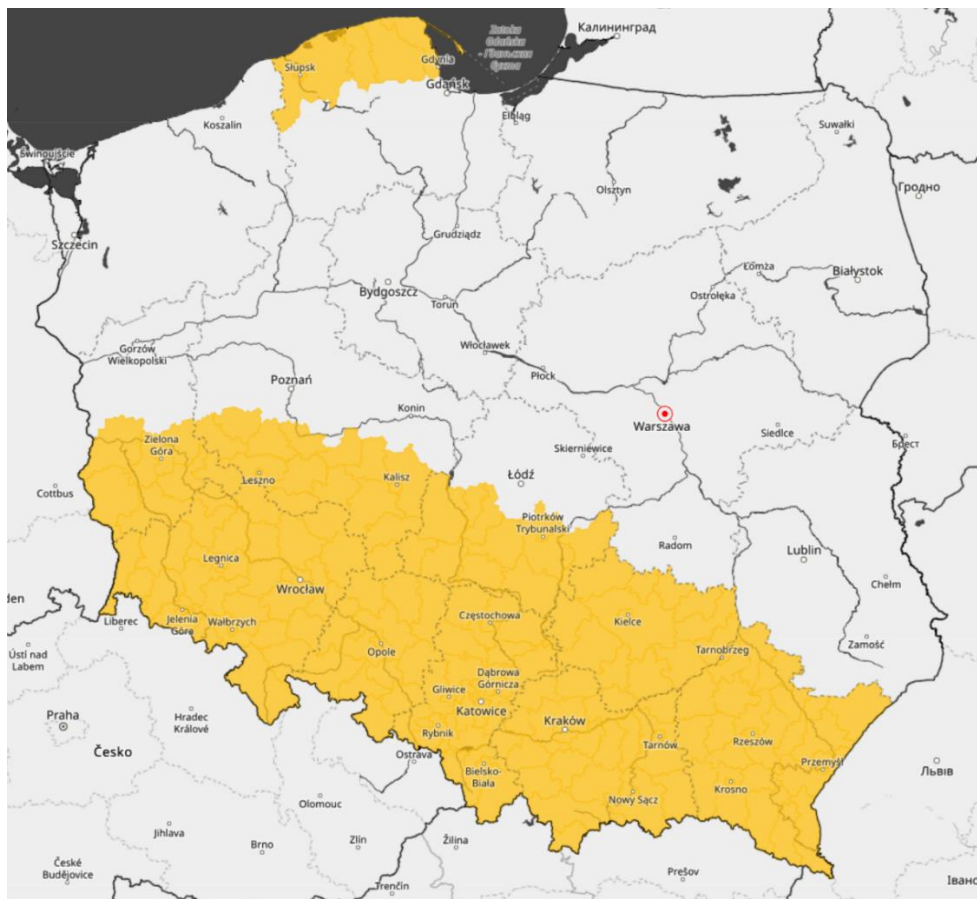 Калининград
Zatoka
Gdańska
Gdynia
Słupsk
Gdańsk
Elbląg
Koszalin
Suwałki
Świnoujście
Olsztyn
Гродно
Szczecin
Grudziądz
Łomża
Białystok
Bydgoszcz
Ostrołęka
Toruń
Włocławek
Gorzów
Wielkopolski
Płock
Poznań
Konin
Warszawa
Siedlce
Брест
Zielona
Góra
Skierniewice
Łódź
Leszno
Kalisz
Cottbus
Piotrków
Trybunalski
Radom
Lublin
Legnica
Wrocław
Chełm
den
Częstochowa
Liberec
Jelenia
Góra
Wałbrzych
Kielce
Zamość
Ústí nad
Labem
Opole
Tarnobrzeg
Dąbrowa
Górnicza
Gliwice
Katowice
Praha
Hradec
Králové
Kraków
Rybnik
Tarnów
Rzeszów
Česko
Ostrava
Przemyśl
Львів
Bielsko-
Biała
Krosno
Nowy Sącz
Olomouc
Jihlava
Brno
Zlín
Žilina
České
Budějovice
Prešov
Trenčín
Івано